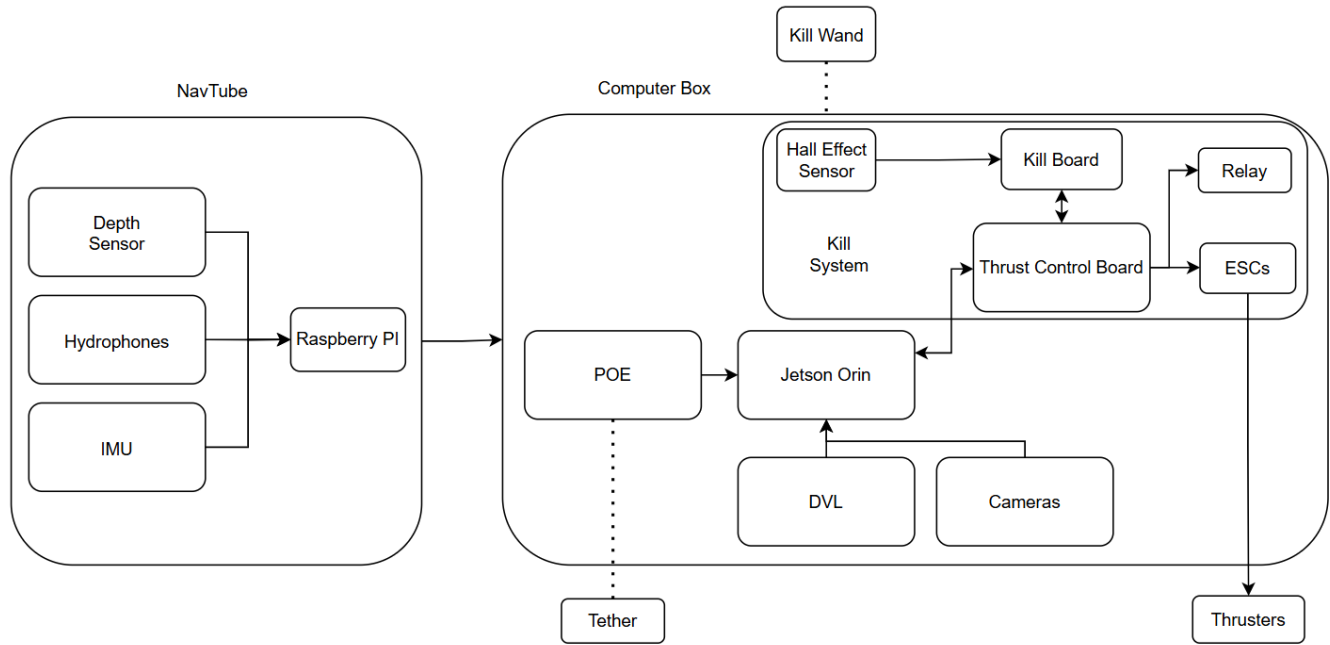 Kill Wand
NavTube
Computer Box
Hall Effect
Sensor
Kill Board
Relay
Depth
Sensor
Kill
System
Thrust Control Board
ESCs
Hydrophones
Raspberry PI
POE
Jetson Orin
IMU
DVL
Cameras
Tether
Thrusters